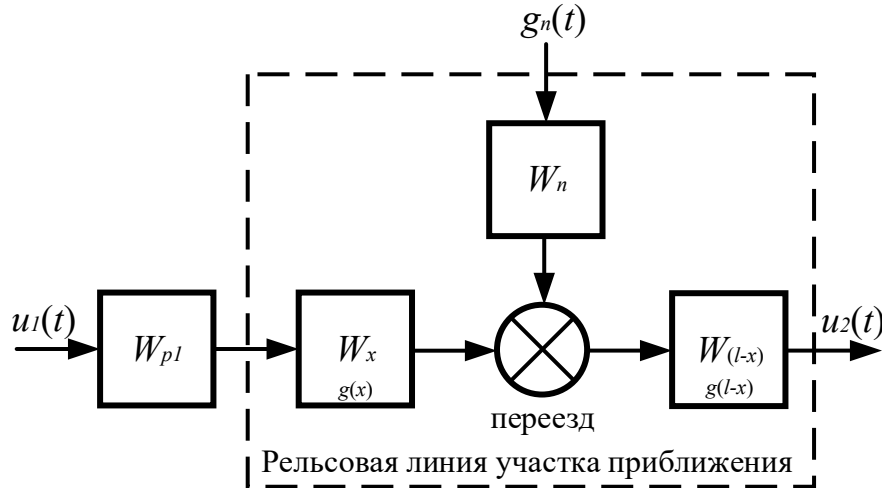 gn(t)
Wn
u1(t)
Wp1
Wx
g(x)
W(l-x)
g(l-x)
u2(t)
переезд
Рельсовая линия участка приближения